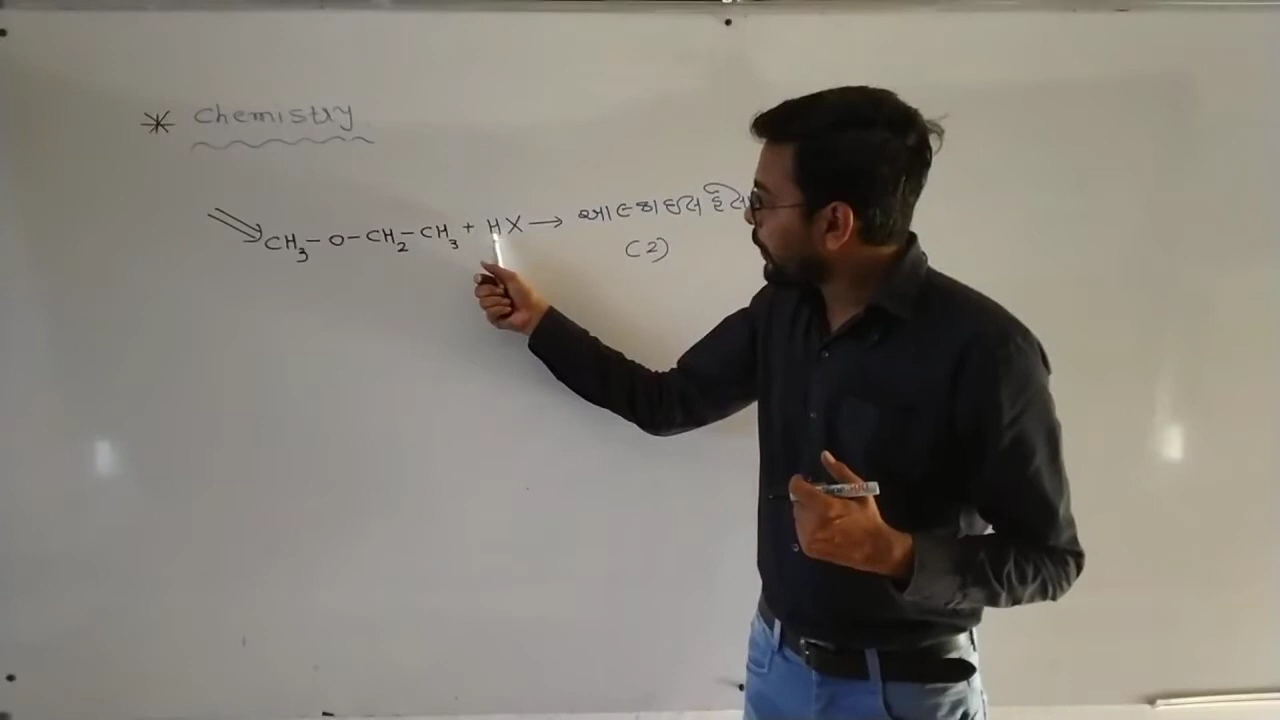 * Chemistry
CH3-O-CH2-CH3 + HX → આલ્કાઇલ
(2)